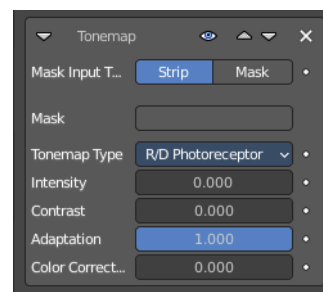 Tonemap
Mask Input T... Strip Mask
Mask
Tonemap Type R/D Photoreceptor
Intensity 0.000
Contrast 0.000
Adaptation 1.000
Color Correct... 0.000